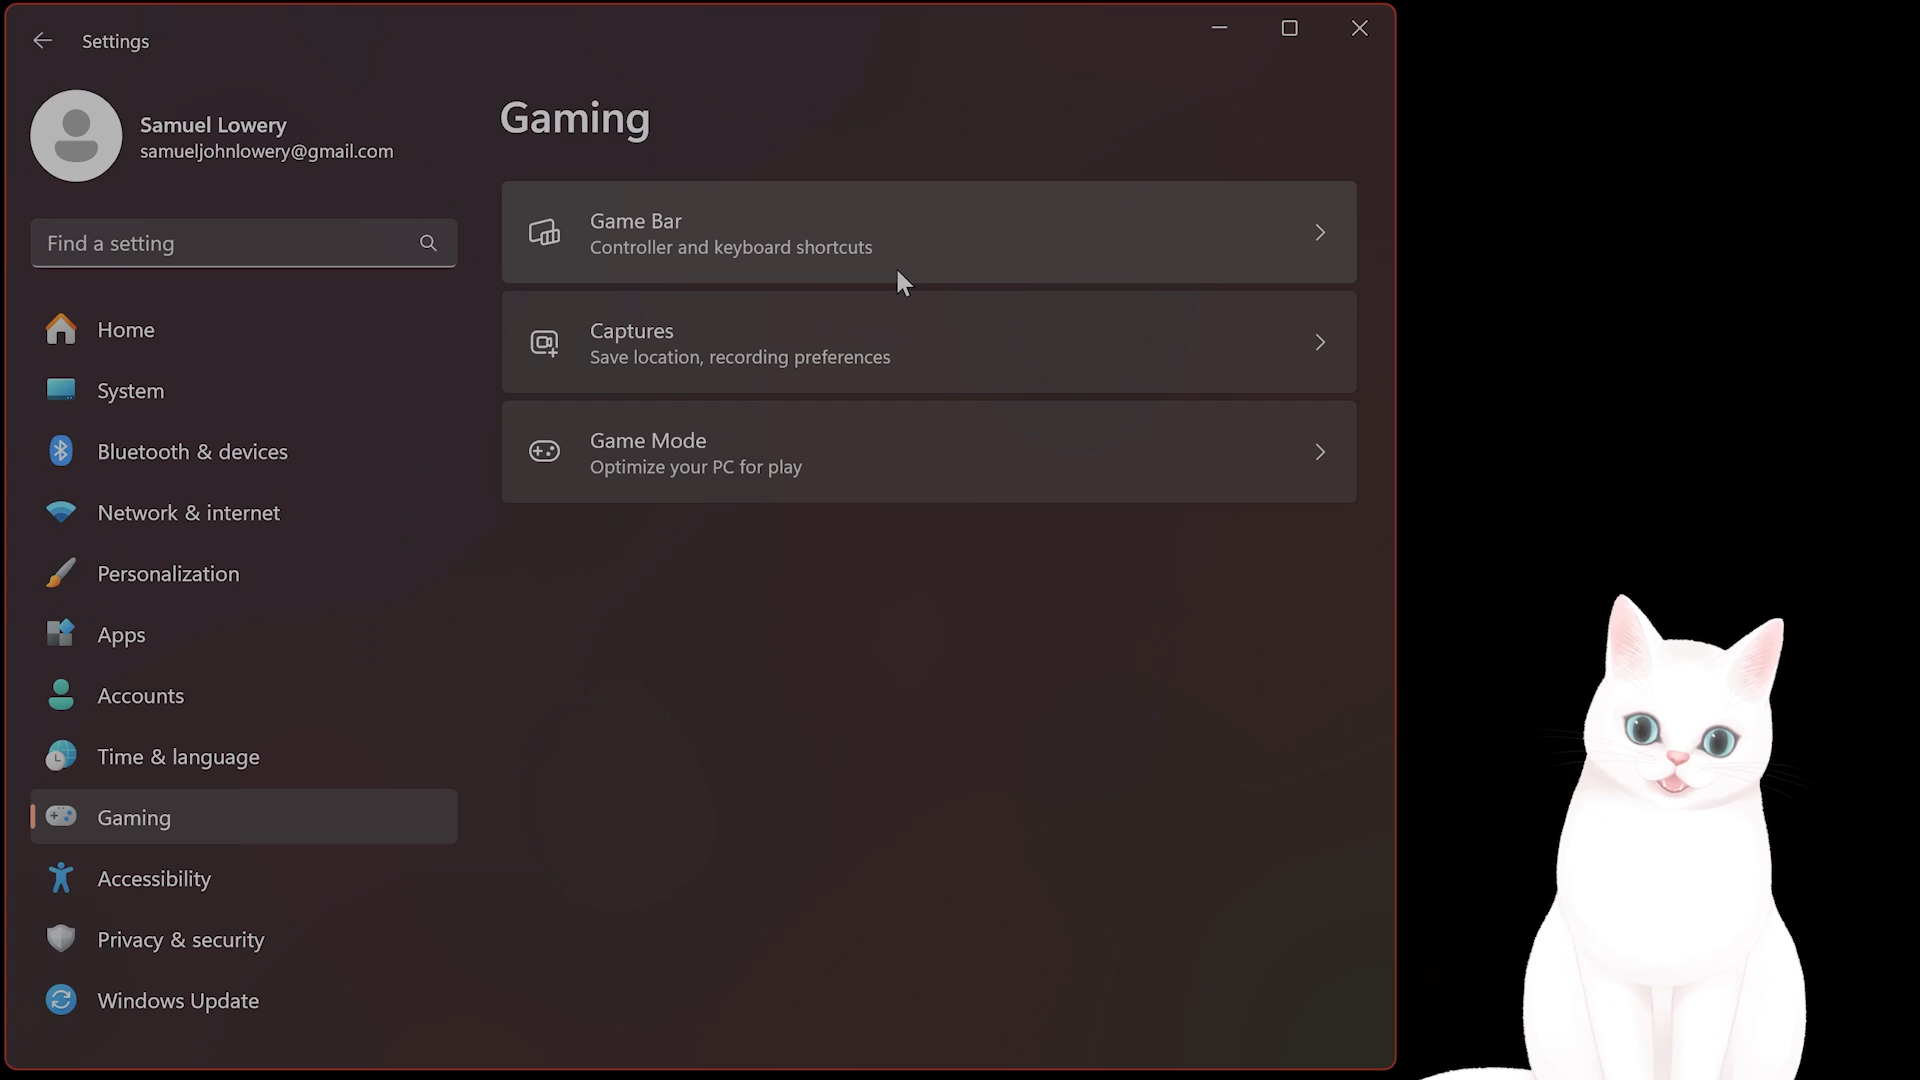 Settings
Samuel Lowery
samueljohnlowery@gmail.com
Find a setting
Home
System
Bluetooth & devices
Network & internet
Personalization
Apps
Accounts
Time & language
Gaming
Accessibility
Privacy & security
Windows Update
Gaming
Game Bar
Controller and keyboard shortcuts
Captures
Save location, recording preferences
Game Mode
Optimize your PC for play